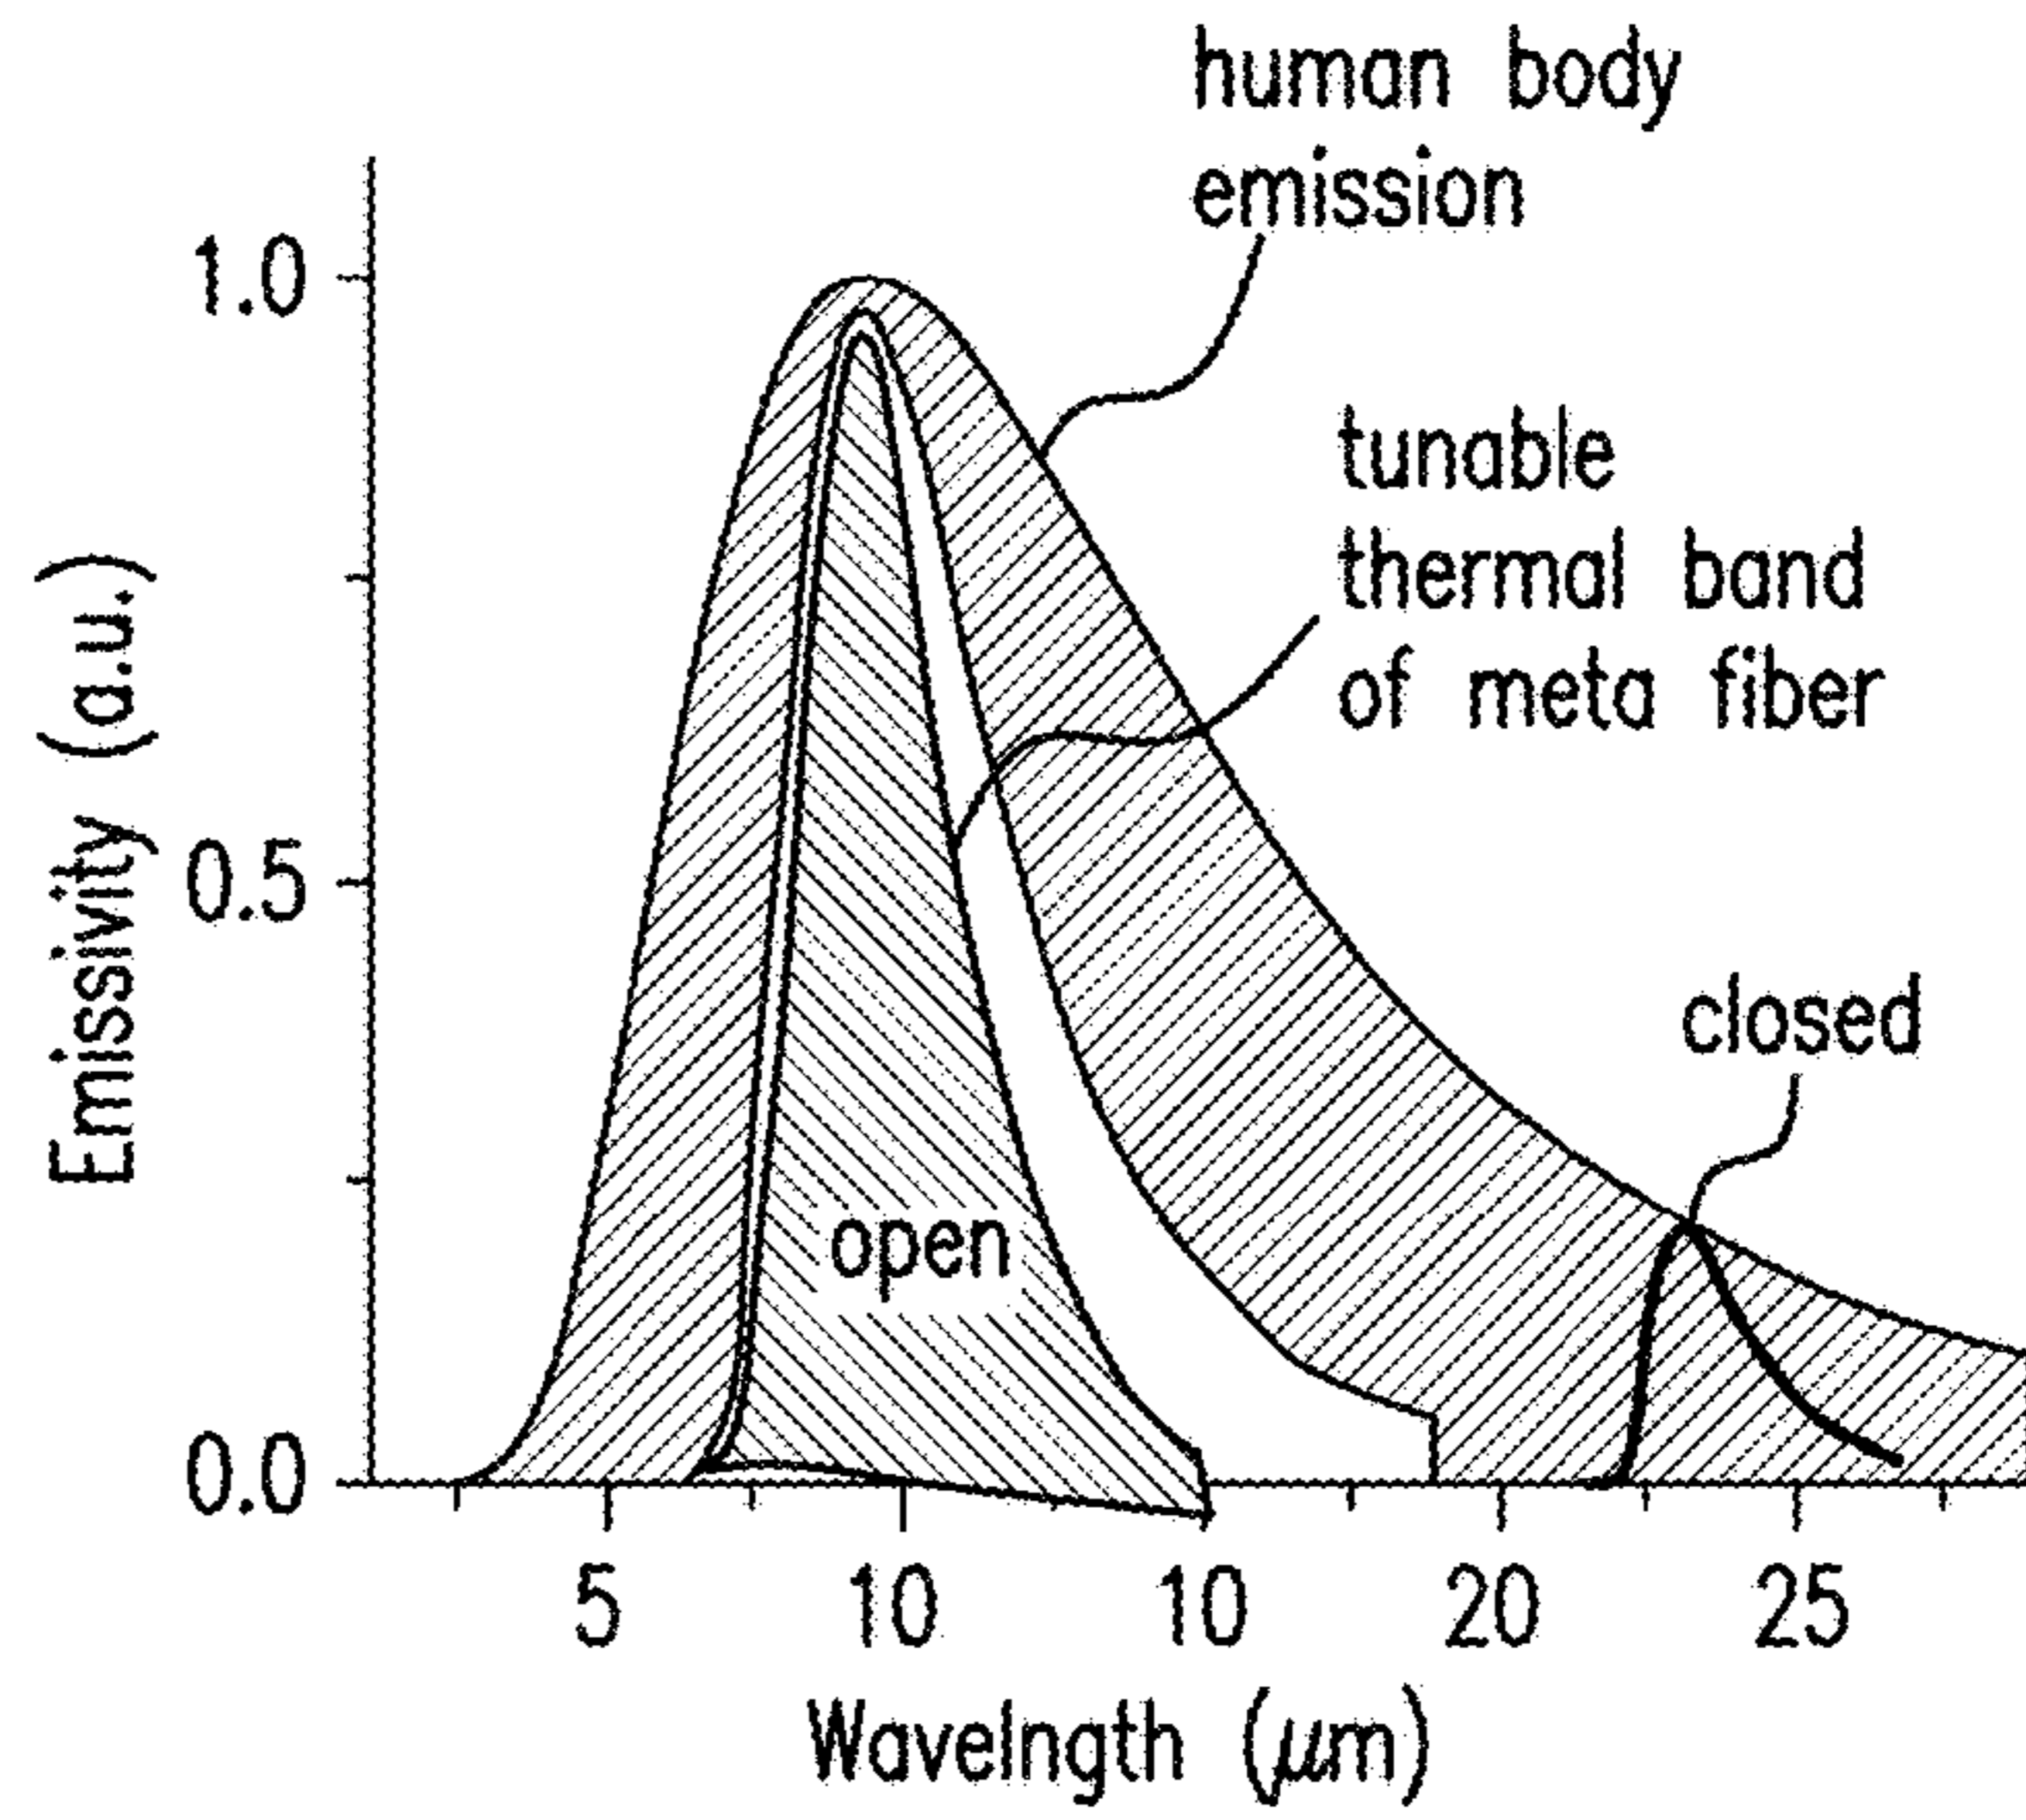 human body
emission
1.0
tunable
thermal band
of meta fiber
Emissivity (a.u.)
0.5
closed
open
0.0
5 10 10 20 25
Wavelngth (μm)